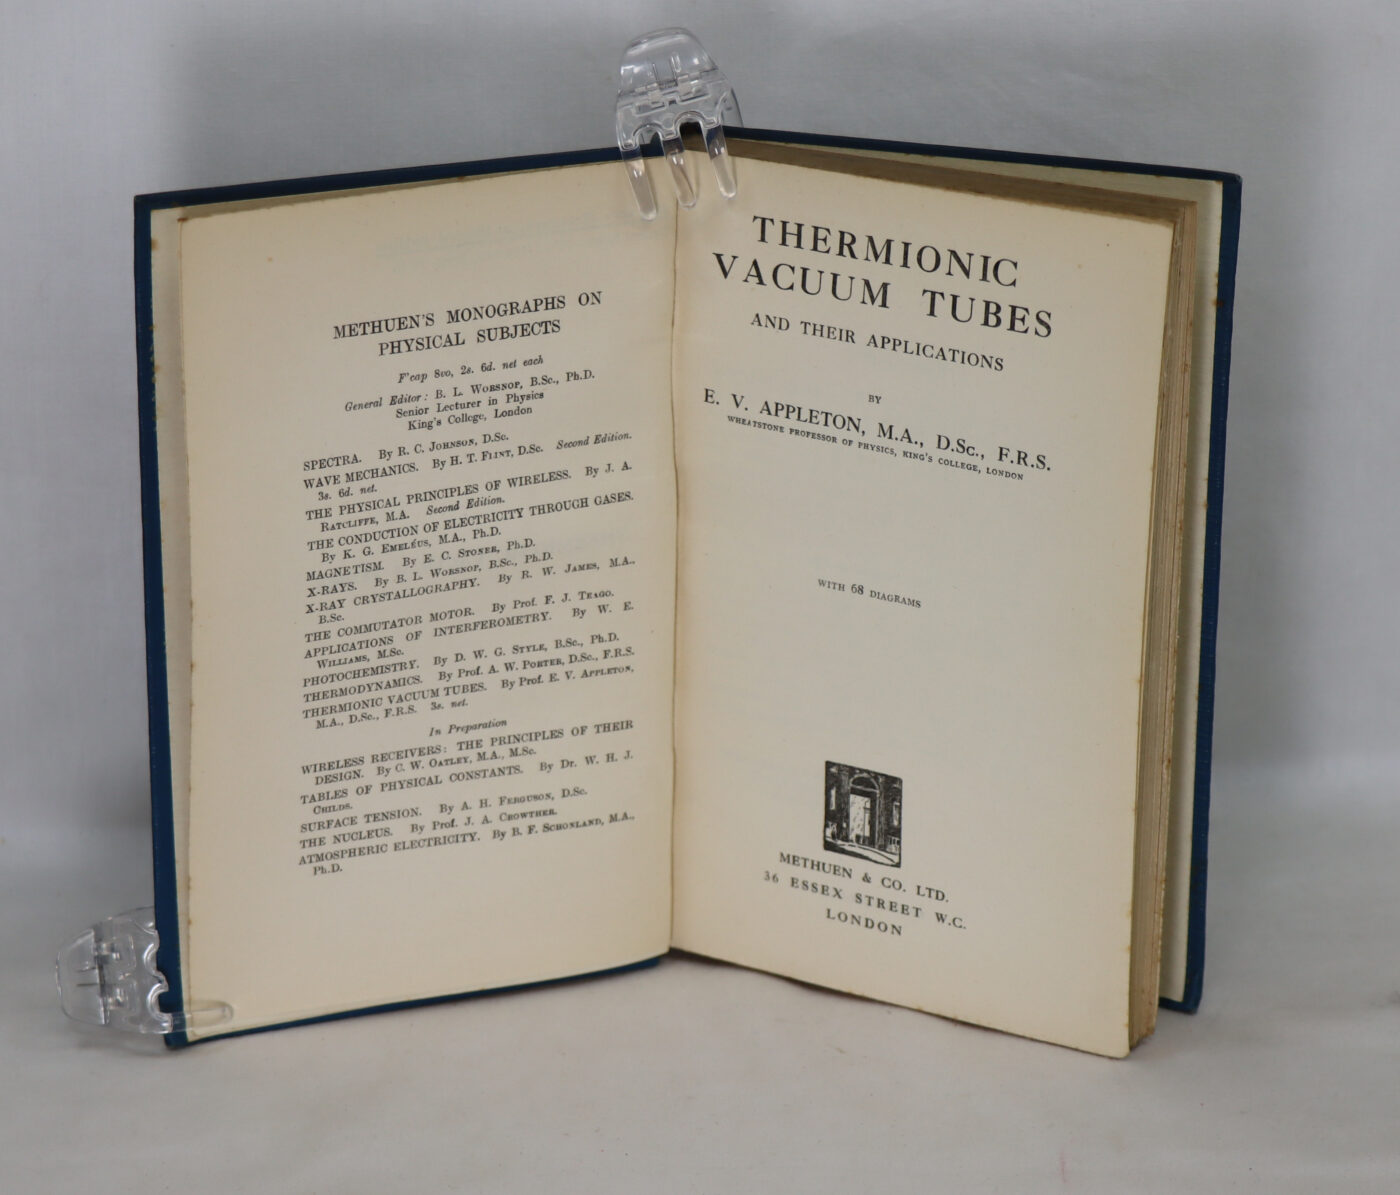 METHUEN'S MONOGRAPHS ON
PHYSICAL SUBJECTS
F'cap 8vo, 2s. 6d. net each
General Editor: B. L. WORSNOP, B.Sc., Ph.D.
Senior Lecturer in Physics
King's College, London
SPECTRA. By R. C. JOHNSON, D.Sc.
WAVE MECHANICS. By H. T. FLINT, D.Sc. Second Edition.
3s. 6d. net.
THE PHYSICAL PRINCIPLES OF WIRELESS. By J. A.
RATCLIFFE, M.A. Second Edition.
THE CONDUCTION OF ELECTRICITY THROUGH GASES.
By K. G. EMELÉUS, M.A., Ph.D.
MAGNETISM. By E. C. STONER, Ph.D.
X-RAYS. By B. L. WORSNOP, B.Sc., Ph.D.
X-RAY CRYSTALLOGRAPHY. By R. W. JAMES, M.A.,
B.Sc.
THE COMMUTATOR MOTOR. By Prof. F. J. TEAGO.
APPLICATIONS OF INTERFEROMETRY. By W. E.
WILLIAMS, M.Sc.
PHOTOCHEMISTRY. By D. W. G. STYLE, B.Sc., Ph.D.
THERMODYNAMICS. By Prof. A. W. PORTER, D.Sc., F.R.S.
THERMIONIC VACUUM TUBES. By Prof. E. V. APPLETON,
M.A., D.Sc., F.R.S. 3s. net.
In Preparation
WIRELESS RECEIVERS: THE PRINCIPLES OF THEIR
DESIGN. By C. W. OATLEY, M.A., M.Sc.
TABLES OF PHYSICAL CONSTANTS. By Dr. W. H. J.
CHILDS.
SURFACE TENSION. By A. H. FERGUSON, D.Sc.
THE NUCLEUS. By Prof. J. A. CROWTHER.
ATMOSPHERIC ELECTRICITY. By B. F. SCHONLAND, M.A.,
Ph.D.
THERMIONIC
VACUUM TUBES
AND THEIR APPLICATIONS
BY
E. V. APPLETON, M.A., D.Sc., F.R.S.
WHEATSTONE PROFESSOR OF PHYSICS, KING'S COLLEGE, LONDON
WITH 68 DIAGRAMS
METHUEN & CO. LTD.
36 ESSEX STREET W.C.
LONDON